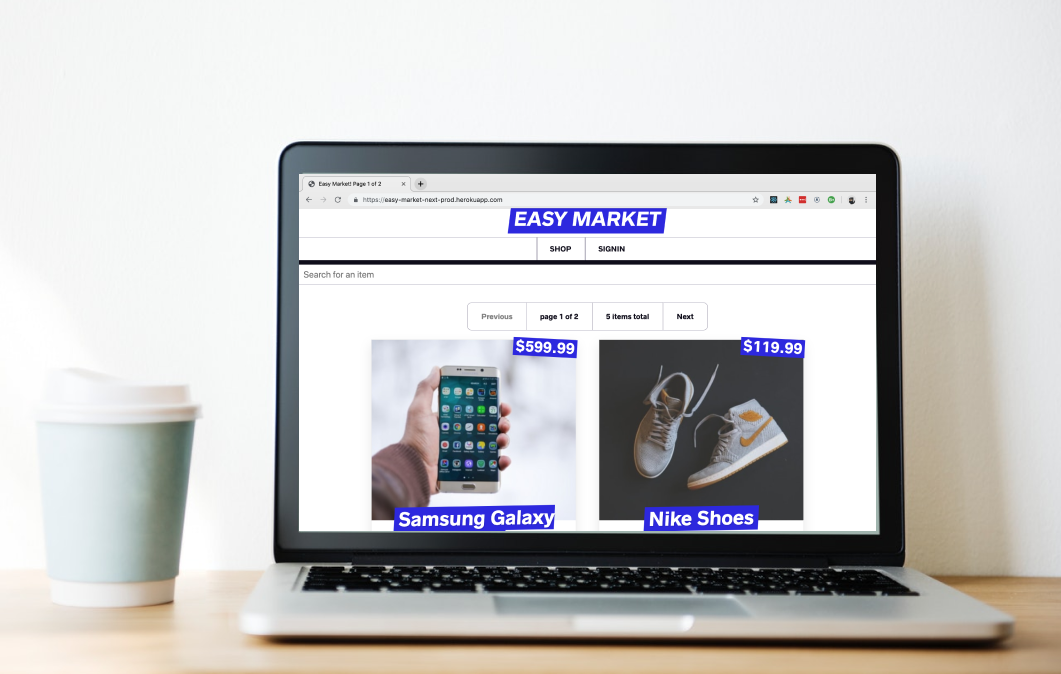 Easy Market! Page 1 of 2
https://easy-market-next-prod.herokuapp.com
EASY MARKET
SHOP SIGNIN
Search for an item
Previous page 1 of 2 5 items total Next
$599.99 $119.99
Samsung Galaxy Nike Shoes